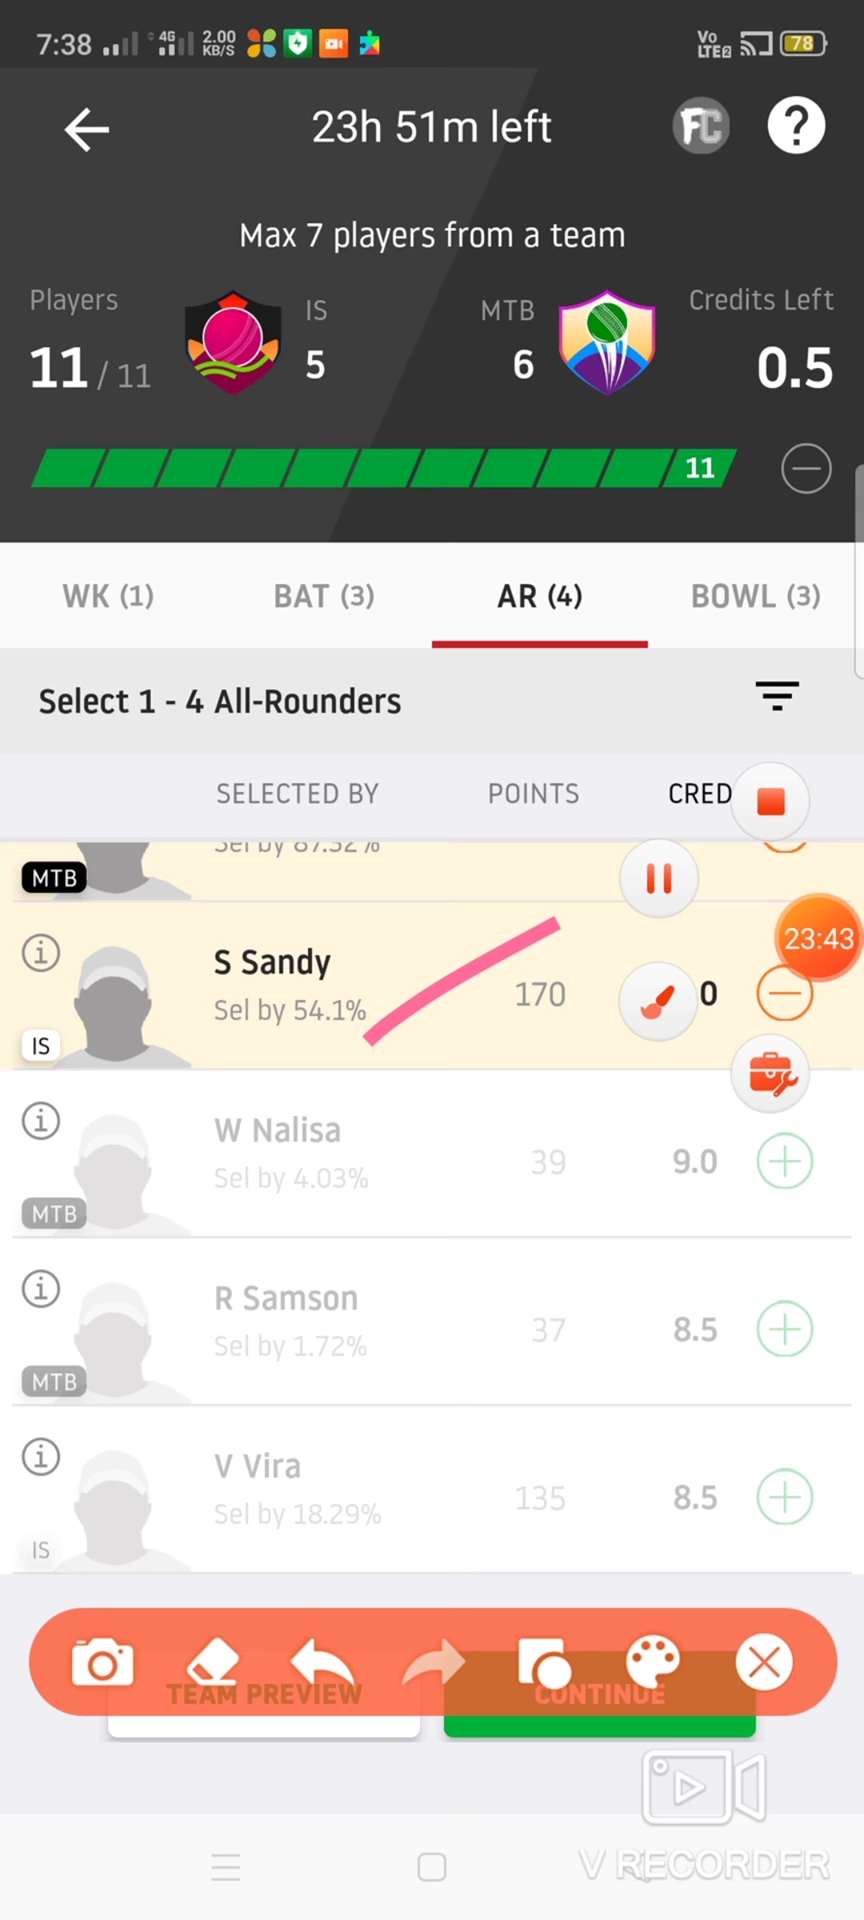 7:38 4G 2.00 KB/S Vo LTE2 78
23h 51m left FC ?
Max 7 players from a team
Players IS MTB Credits Left
11 / 11 5 6 0.5
11
WK (1) BAT (3) AR (4) BOWL (3)
Select 1 - 4 All-Rounders
SELECTED BY POINTS CRED
Sel by 87.52%
MTB
23:43
S Sandy
Sel by 54.1% 170 0
IS
W Nalisa
Sel by 4.03% 39 9.0
MTB
R Samson
Sel by 1.72% 37 8.5
MTB
V Vira
Sel by 18.29% 135 8.5
IS
TEAM PREVIEW CONTINUE
V RECORDER